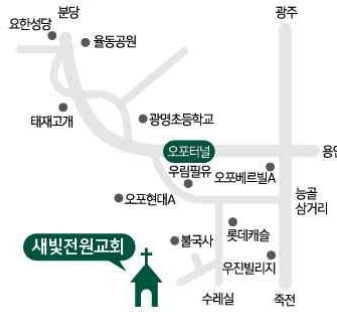 분당
광주
요한성당
율동공원
태재고개
광명초등학교
오포터널
용인
우림필유
오포베르빌A
오포현대A
능골
삼거리
롯데캐슬
불국사
새빛전원교회
우진빌리지
수레실
죽전